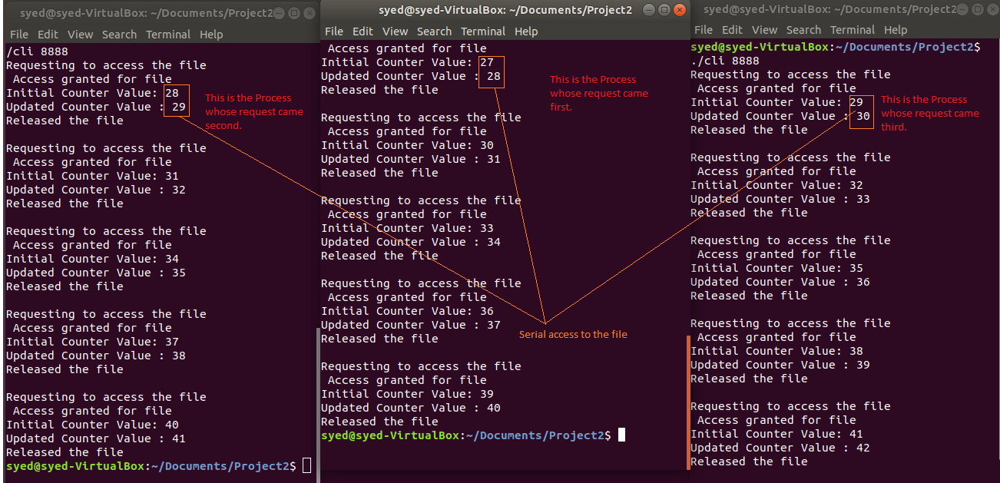 syed@syed-VirtualBox: ~/Documents/Project2
File Edit View Search Terminal Help
/cli 8888
Requesting to access the file
Access granted for file
Initial Counter Value: 28
Updated Counter Value : 29
Released the file
This is the Process
whose request came
second.
Requesting to access the file
Access granted for file
Initial Counter Value: 31
Updated Counter Value : 32
Released the file
Requesting to access the file
Access granted for file
Initial Counter Value: 34
Updated Counter Value : 35
Released the file
Requesting to access the file
Access granted for file
Initial Counter Value: 37
Updated Counter Value : 38
Released the file
Requesting to access the file
Access granted for file
Initial Counter Value: 40
Updated Counter Value : 41
Released the file
syed@syed-VirtualBox:~/Documents/Project2$
syed@syed-VirtualBox: ~/Documents/Project2
File Edit View Search Terminal Help
Access granted for file
Initial Counter Value: 27
Updated Counter Value : 28
Released the file
This is the Process
whose request came
first.
Requesting to access the file
Access granted for file
Initial Counter Value: 30
Updated Counter Value : 31
Released the file
Requesting to access the file
Access granted for file
Initial Counter Value: 33
Updated Counter Value : 34
Released the file
Requesting to access the file
Access granted for file
Initial Counter Value: 36
Updated Counter Value : 37
Released the file
Serial access to the file
Requesting to access the file
Access granted for file
Initial Counter Value: 39
Updated Counter Value : 40
Released the file
syed@syed-VirtualBox:~/Documents/Project2$
syed@syed-VirtualBox: ~/Documents/Project2
File Edit View Search Terminal Help
syed@syed-VirtualBox:~/Documents/Project2$
./cli 8888
Requesting to access the file
Access granted for file
Initial Counter Value: 29
Updated Counter Value : 30
Released the file
This is the Process
whose request came
third.
Requesting to access the file
Access granted for file
Initial Counter Value: 32
Updated Counter Value : 33
Released the file
Requesting to access the file
Access granted for file
Initial Counter Value: 35
Updated Counter Value : 36
Released the file
Requesting to access the file
Access granted for file
Initial Counter Value: 38
Updated Counter Value : 39
Released the file
Requesting to access the file
Access granted for file
Initial Counter Value: 41
Updated Counter Value : 42
Released the file